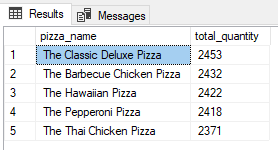 Results Messages
pizza_name total_quantity
1 The Classic Deluxe Pizza 2453
2 The Barbecue Chicken Pizza 2432
3 The Hawaiian Pizza 2422
4 The Pepperoni Pizza 2418
5 The Thai Chicken Pizza 2371